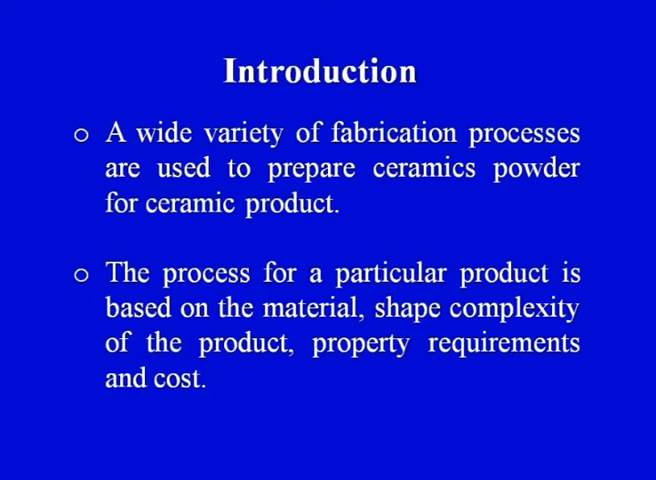 Introduction
o A wide variety of fabrication processes
are used to prepare ceramics powder
for ceramic product.
o The process for a particular product is
based on the material, shape complexity
of the product, property requirements
and cost.